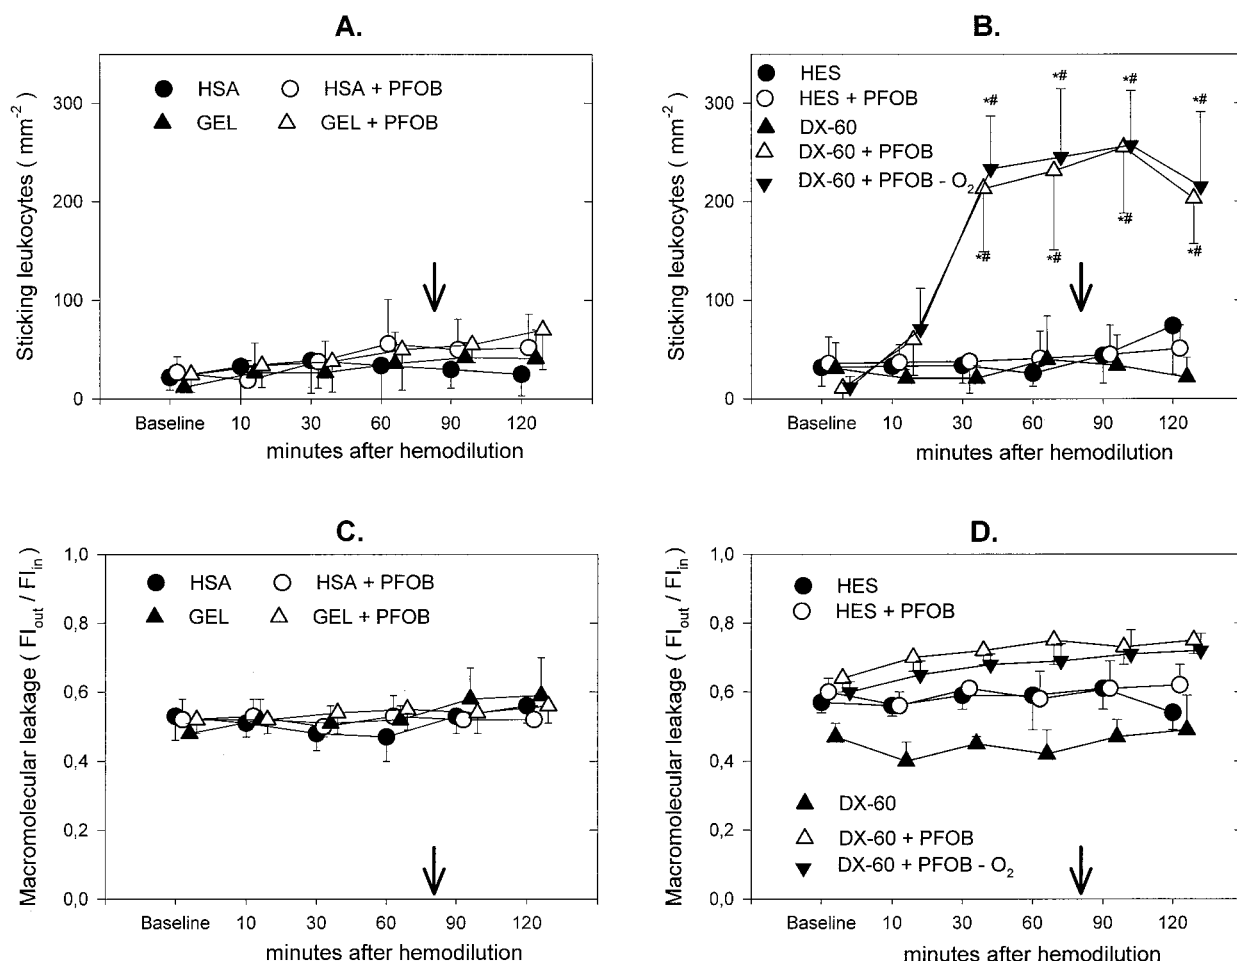 A.
Sticking leukocytes ( mm-2 )
300
200
100
0
HSA
HSA + PFOB
GEL
GEL + PFOB
Baseline 10 30 60 90 120
minutes after hemodilution
B.
Sticking leukocytes ( mm-2 )
300
200
100
0
HES
HES + PFOB
DX-60
DX-60 + PFOB
DX-60 + PFOB - O2
*# *# *# *#
*# *# *# *#
Baseline 10 30 60 90 120
minutes after hemodilution
C.
Macromolecular leakage ( FIout / FIin )
1,0
0,8
0,6
0,4
0,2
0,0
HSA
HSA + PFOB
GEL
GEL + PFOB
Baseline 10 30 60 90 120
minutes after hemodilution
D.
Macromolecular leakage ( FIout / FIin )
1,0
0,8
0,6
0,4
0,2
0,0
HES
HES + PFOB
DX-60
DX-60 + PFOB
DX-60 + PFOB - O2
Baseline 10 30 60 90 120
minutes after hemodilution